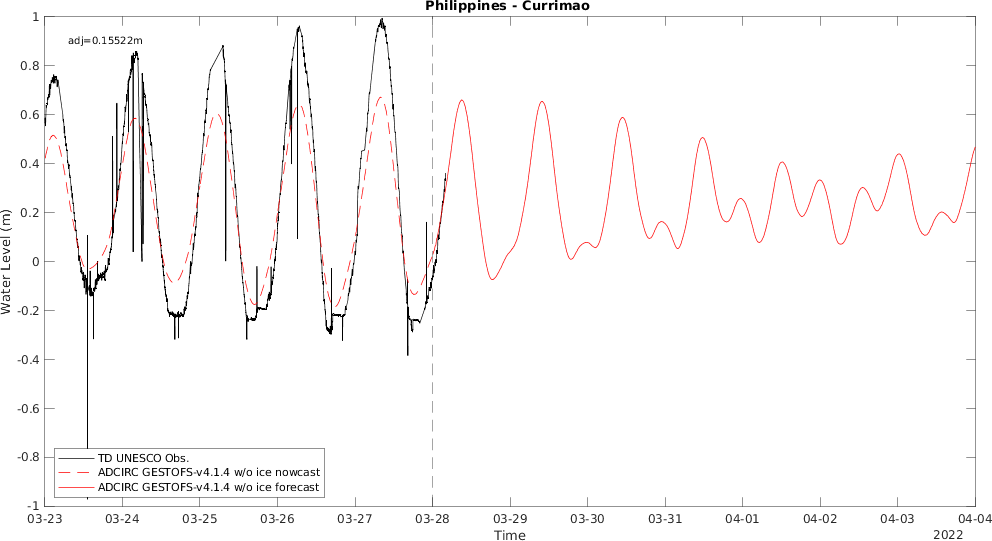 Philippines - Currimao
adj=0.15522m
1
0.8
0.6
0.4
0.2
0
-0.2
-0.4
-0.6
-0.8
-1
Water Level (m)
TD UNESCO Obs.
ADCIRC GESTOFS-v4.1.4 w/o ice nowcast
ADCIRC GESTOFS-v4.1.4 w/o ice forecast
03-23 03-24 03-25 03-26 03-27 03-28 03-29 03-30 03-31 04-01 04-02 04-03 04-04
Time
2022